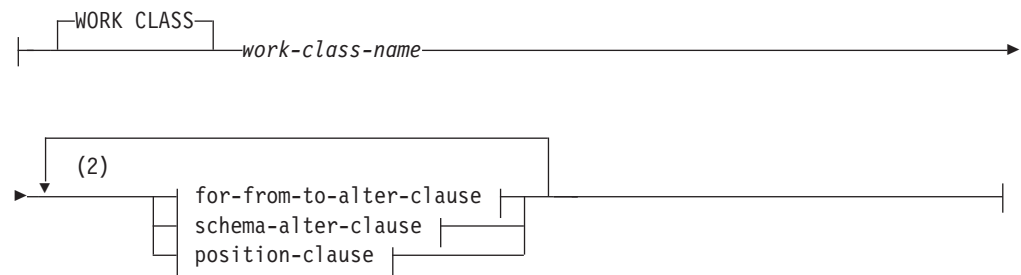 WORK CLASS
work-class-name
(2)
for-from-to-alter-clause
schema-alter-clause
position-clause